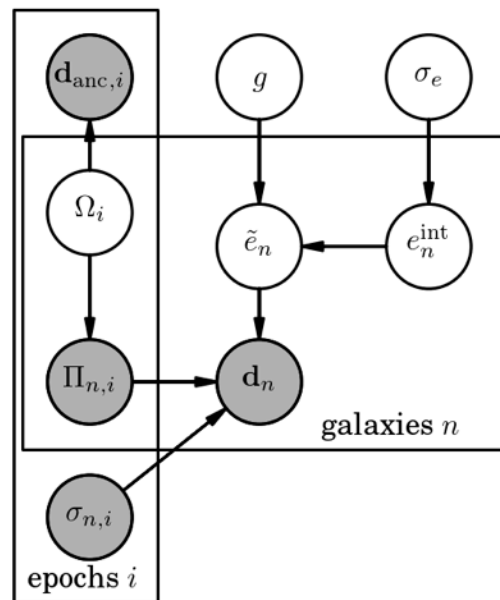 d_anc,i
g
σ_e
Ω_i
ẽ_n
e_n^int
Π_n,i
d_n
galaxies n
σ_n,i
epochs i